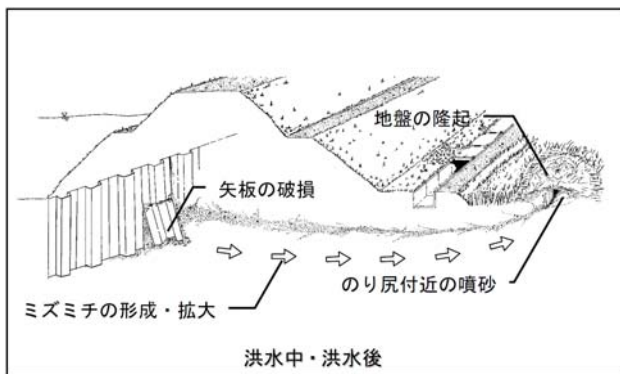 地盤の隆起
矢板の破損
のり尻付近の噴砂
ミズミチの形成・拡大
洪水中・洪水後